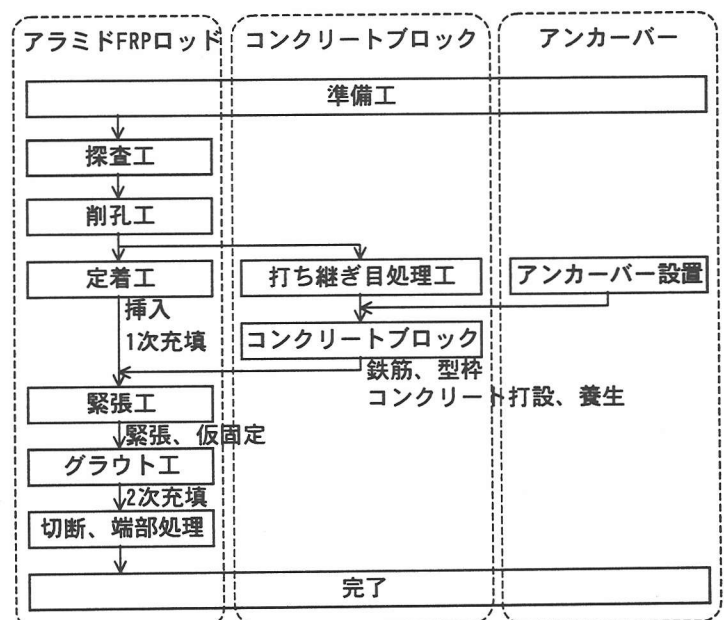 アラミドFRPロッド
コンクリートブロック
アンカーバー
準備工
探査工
削孔工
定着工
打ち継ぎ目処理工
アンカーバー設置
挿入
1次充填
コンクリートブロック
鉄筋、型枠
コンクリート打設、養生
緊張工
緊張、仮固定
グラウト工
2次充填
切断、端部処理
完了